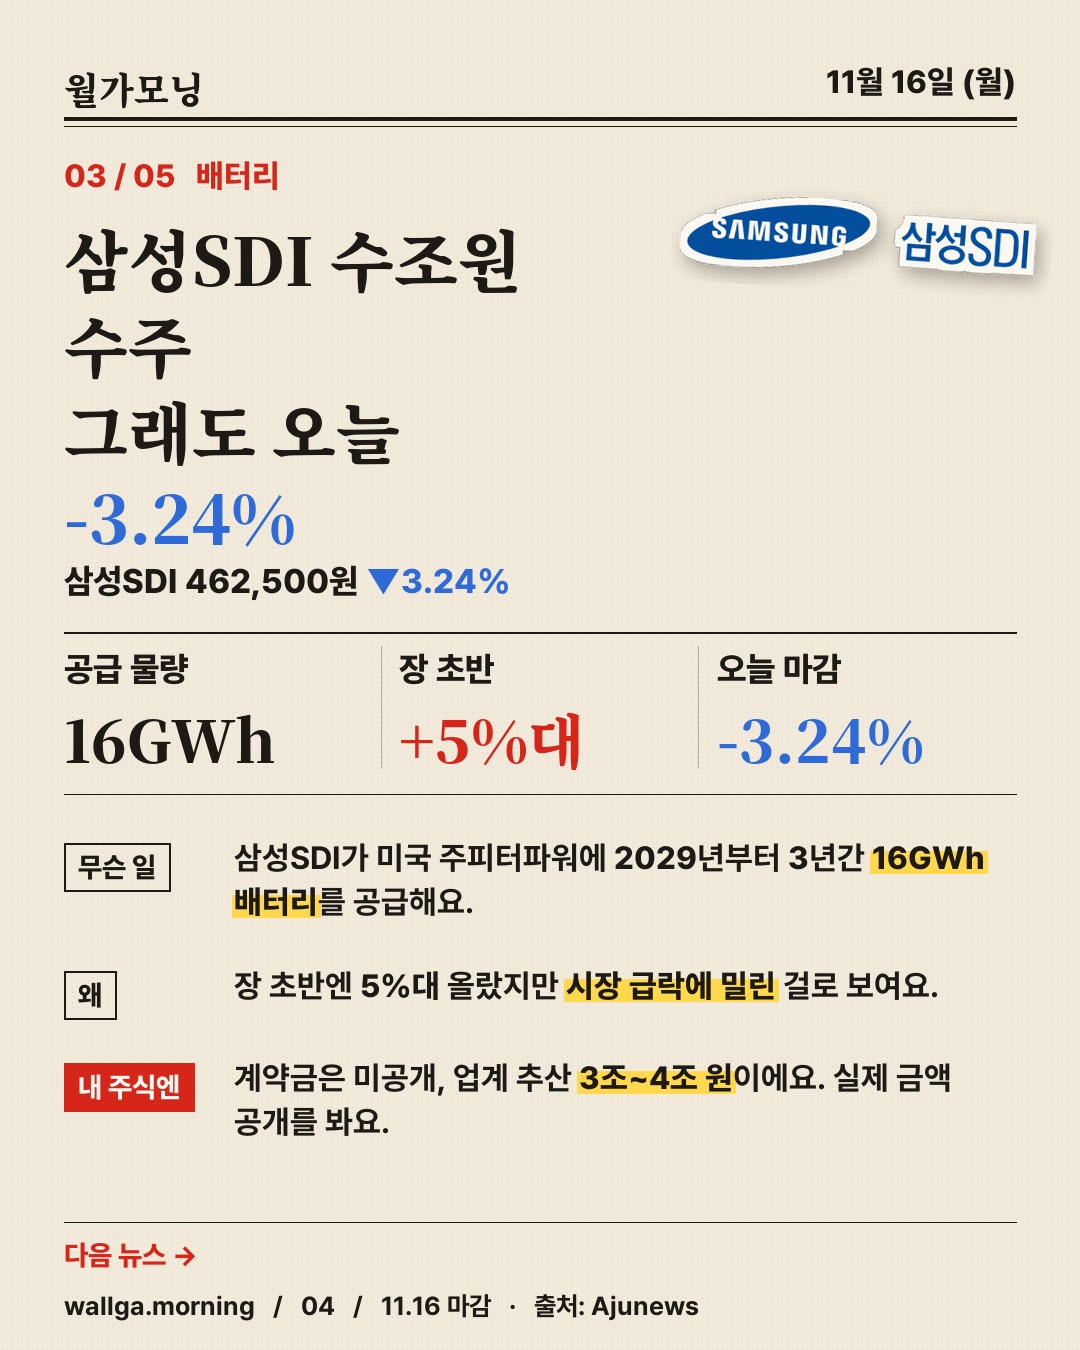 월가모닝
11월 16일 (월)
03 / 05 배터리
SAMSUNG 삼성SDI
삼성SDI 수조원
수주
그래도 오늘
-3.24%
삼성SDI 462,500원 ▼3.24%
공급 물량
16GWh
장 초반
+5%대
오늘 마감
-3.24%
무슨 일
삼성SDI가 미국 주피터파워에 2029년부터 3년간 16GWh
배터리를 공급해요.
왜
장 초반엔 5%대 올랐지만 시장 급락에 밀린 걸로 보여요.
내 주식엔
계약금은 미공개, 업계 추산 3조~4조 원이에요. 실제 금액
공개를 봐요.
다음 뉴스 →
wallga.morning / 04 / 11.16 마감 · 출처: Ajunews